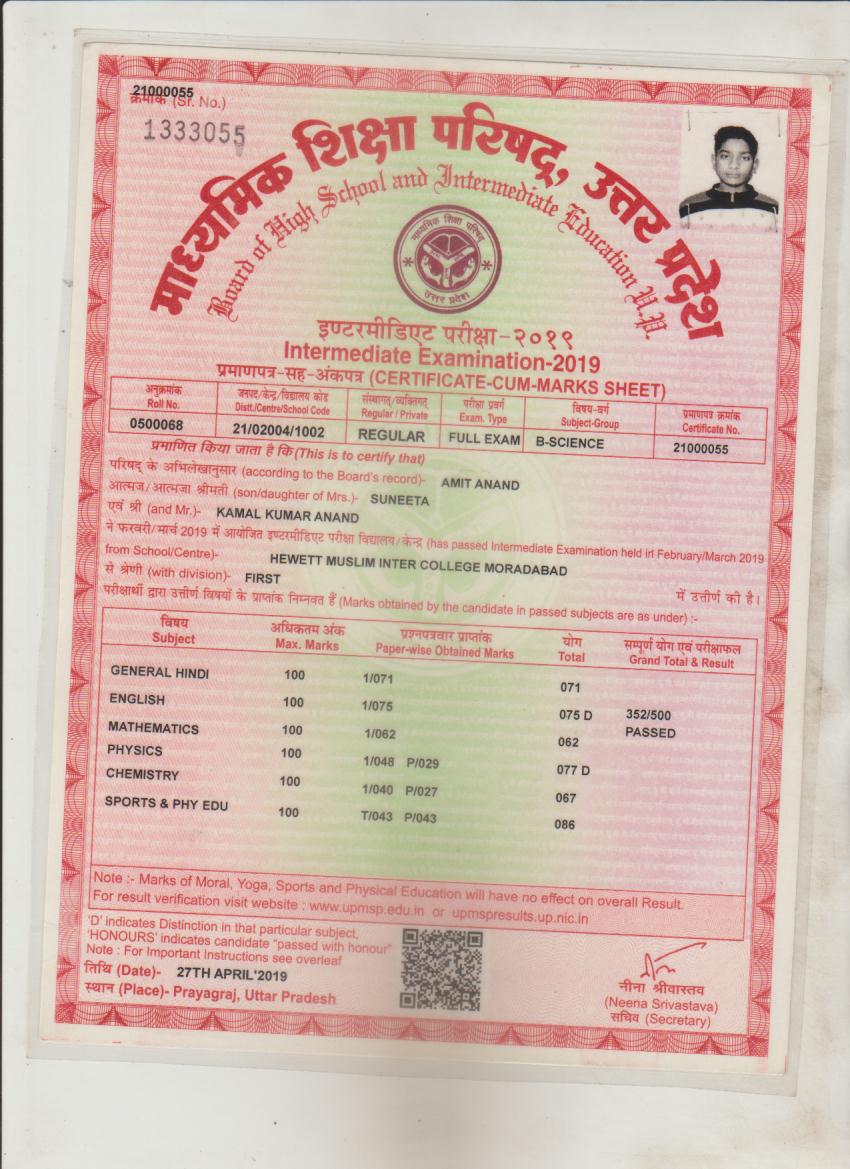 21000055
क्रमांक (Sr. No.)
1333055
माध्यमिक शिक्षा परिषद्, उत्तर प्रदेश
Board of High School and Intermediate Education U.P.
माध्यमिक शिक्षा परिषद्
उत्तर प्रदेश
इण्टरमीडिएट परीक्षा-२०१९
Intermediate Examination-2019
प्रमाणपत्र-सह-अंकपत्र (CERTIFICATE-CUM-MARKS SHEET)
अनुक्रमांक जनपद/केन्द्र/विद्यालय कोड संस्थागत/व्यक्तिगत् परीक्षा प्रवर्ग विषय-वर्ग प्रमाणपत्र क्रमांक
Roll No. Distt./Centre/School Code Regular / Private Exam. Type Subject-Group Certificate No.
0500068 21/02004/1002 REGULAR FULL EXAM B-SCIENCE 21000055
प्रमाणित किया जाता है कि (This is to certify that)
परिषद् के अभिलेखानुसार (according to the Board's record)- AMIT ANAND
आत्मज/आत्मजा श्रीमती (son/daughter of Mrs.)- SUNEETA
एवं श्री (and Mr.)- KAMAL KUMAR ANAND
ने फरवरी/मार्च 2019 में आयोजित इण्टरमीडिएट परीक्षा विद्यालय/केन्द्र (has passed Intermediate Examination held in February/March 2019
from School/Centre)- HEWETT MUSLIM INTER COLLEGE MORADABAD
से श्रेणी (with division)- FIRST में उत्तीर्ण की है।
परीक्षार्थी द्वारा उत्तीर्ण विषयों के प्राप्तांक निम्नवत हैं (Marks obtained by the candidate in passed subjects are as under) :-
विषय अधिकतम अंक प्रश्नपत्रवार प्राप्तांक योग सम्पूर्ण योग एवं परीक्षाफल
Subject Max. Marks Paper-wise Obtained Marks Total Grand Total & Result
GENERAL HINDI 100 1/071 071
ENGLISH 100 1/075 075 D 352/500
MATHEMATICS 100 1/062 062 PASSED
PHYSICS 100 1/048 P/029 077 D
CHEMISTRY 100 1/040 P/027 067
SPORTS & PHY EDU 100 T/043 P/043 086
Note :- Marks of Moral, Yoga, Sports and Physical Education will have no effect on overall Result.
For result verification visit website : www.upmsp.edu.in or upmspresults.up.nic.in
'D' indicates Distinction in that particular subject,
'HONOURS' indicates candidate "passed with honour"
Note : For Important Instructions see overleaf
तिथि (Date)- 27TH APRIL'2019
स्थान (Place)- Prayagraj, Uttar Pradesh
नीना श्रीवास्तव
(Neena Srivastava)
सचिव (Secretary)